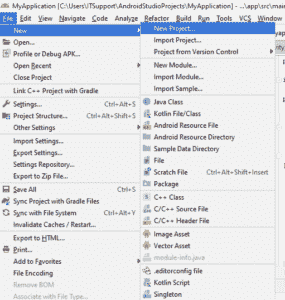 MyApplication [C:\Users\ITSupport\AndroidStudioProjects\MyApplication] - ...\app\src\main
File Edit View Navigate Code Analyze Refactor Build Run Tools VCS Window
New
Open...
Profile or Debug APK...
Open Recent
Close Project
Link C++ Project with Gradle
Settings... Ctrl+Alt+S
Project Structure... Ctrl+Alt+Shift+S
Other Settings
Import Settings...
Export Settings...
Settings Repository...
Export to Zip File...
Save All Ctrl+S
Sync Project with Gradle Files
Sync with File System Ctrl+Alt+Y
Invalidate Caches / Restart...
Export to HTML...
Print...
Add to Favorites
File Encoding
Remove BOM
Associate with File Type...
New Project...
Import Project...
Project from Version Control
New Module...
Import Module...
Import Sample...
Java Class
Kotlin File/Class
Android Resource File
Android Resource Directory
Sample Data Directory
File
Scratch File Ctrl+Alt+Shift+Insert
Package
C++ Class
C/C++ Source File
C/C++ Header File
Image Asset
Vector Asset
module-info.java
.editorconfig file
Kotlin Script
Singleton